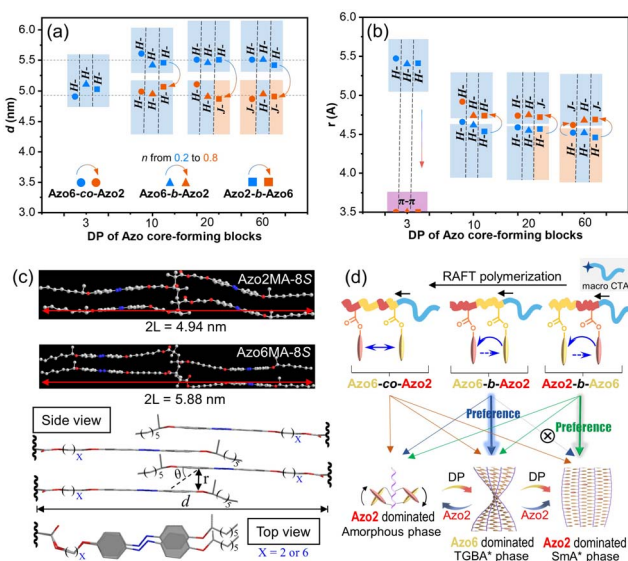 (a)
6.5
6.0
5.5
5.0
4.5
4.0
3.5
d (nm)
H- H- H-
H- H- H-
H- H- H-
H- H- H-
H- H- H-
n from 0.2 to 0.8
Azo6-co-Azo2 Azo6-b-Azo2 Azo2-b-Azo6
3 10 20 60
DP of Azo core-forming blocks
(b)
6.0
5.5
5.0
4.5
4.0
3.5
r (A)
H- H- H-
π-π
3 10 20 60
DP of Azo core-forming blocks
(c)
Azo2MA-8S
2L = 4.94 nm
Azo6MA-8S
2L = 5.88 nm
Side view
θ
r
X
5
d
Top view
X = 2 or 6
(d)
RAFT polymerization
macro CTA
Azo6-co-Azo2 Azo6-b-Azo2 Azo2-b-Azo6
Preference
Preference
DP DP
Azo2 Azo2
Azo2 dominated
Amorphous phase
Azo6 dominated
TGBA* phase
Azo2 dominated
SmA* phase